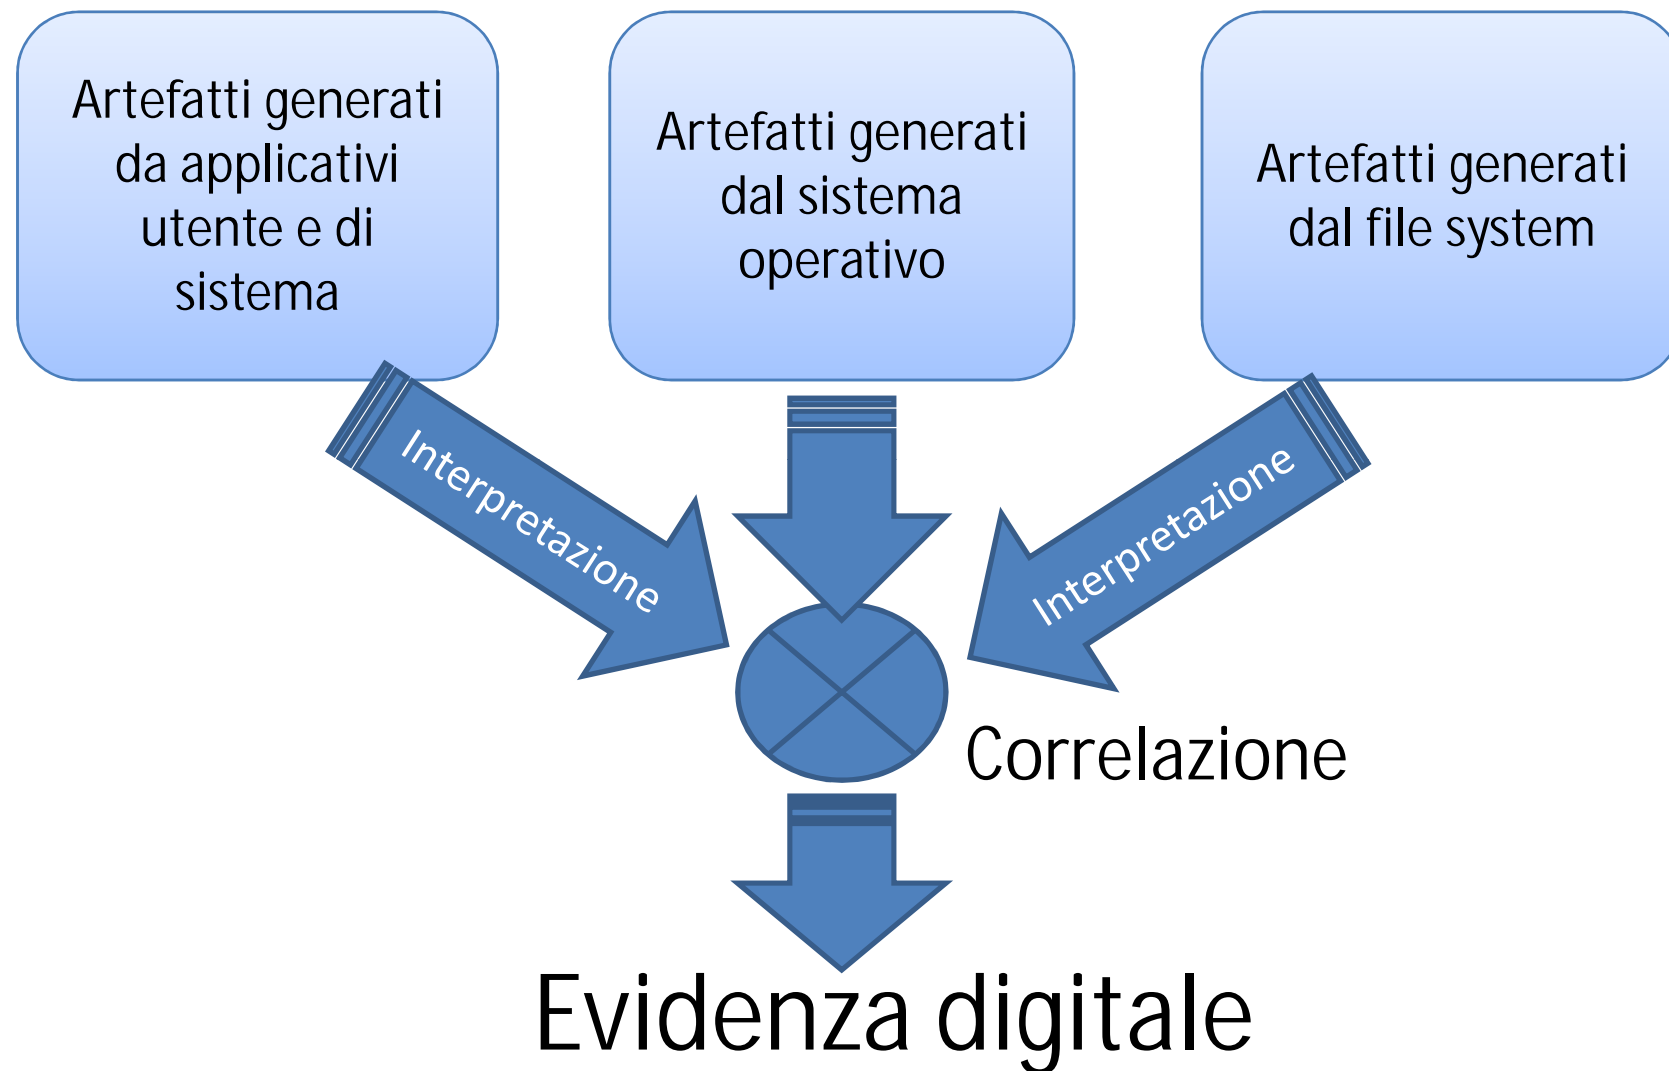 Artefatti generati
da applicativi
utente e di
sistema
Artefatti generati
dal sistema
operativo
Artefatti generati
dal file system
Interpretazione
Interpretazione
Correlazione
Evidenza digitale